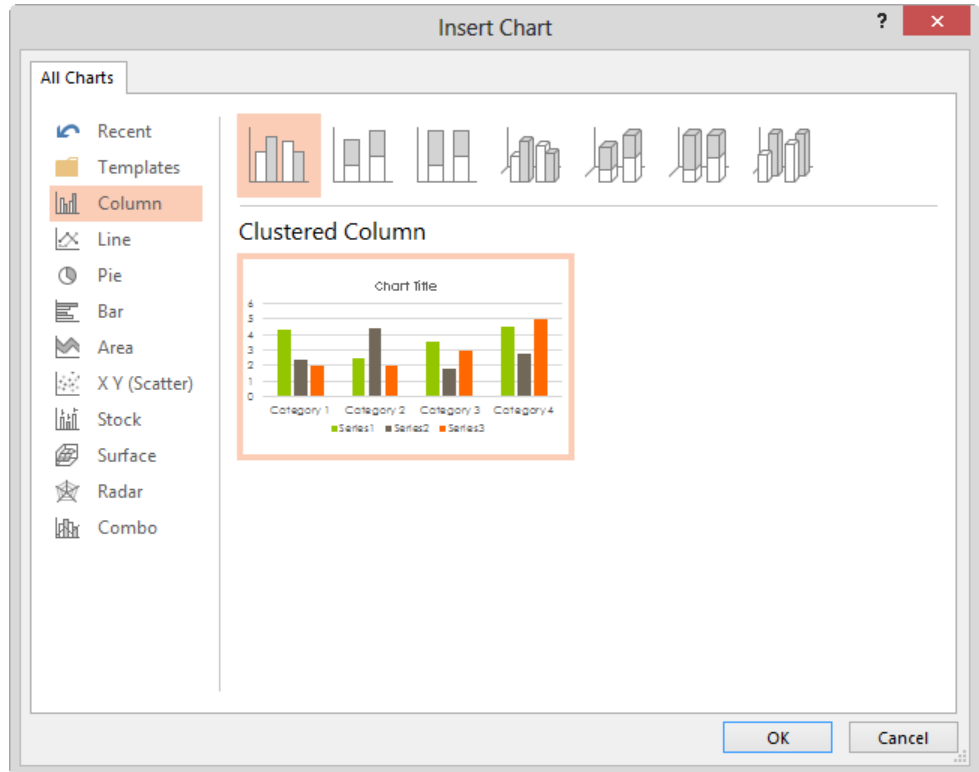 Insert Chart
?
All Charts
Recent
Templates
Column
Line
Pie
Bar
Area
X Y (Scatter)
Stock
Surface
Radar
Combo
Clustered Column
Chart Title
6
5
4
3
2
1
0
Category 1 Category 2 Category 3 Category 4
Series1 Series2 Series3
OK Cancel